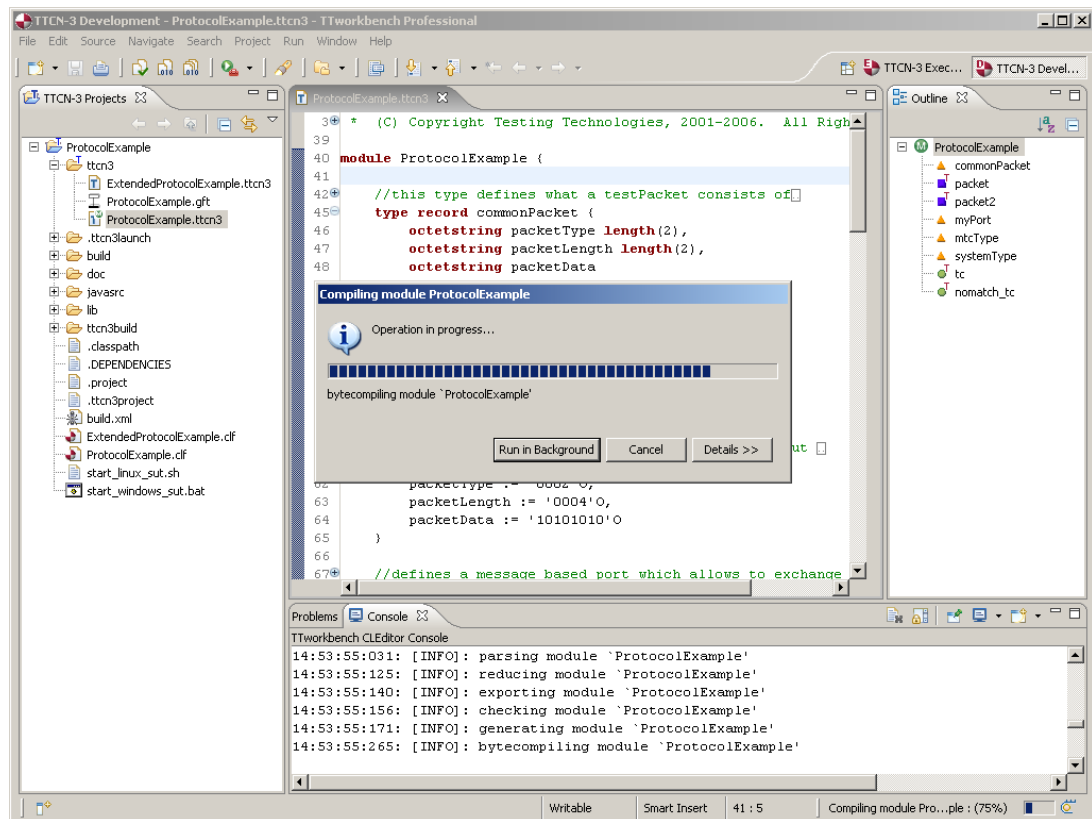 TTCN-3 Development - ProtocolExample.ttcn3 - TTworkbench Professional
File Edit Source Navigate Search Project Run Window Help
TTCN-3 Exec... TTCN-3 Devel...
TTCN-3 Projects
ProtocolExample
ttcn3
ExtendedProtocolExample.ttcn3
ProtocolExample.gft
ProtocolExample.ttcn3
.ttcn3launch
build
doc
javasrc
lib
ttcn3build
.classpath
.DEPENDENCIES
.project
.ttcn3project
build.xml
ExtendedProtocolExample.clf
ProtocolExample.clf
start_linux_sut.sh
start_windows_sut.bat
ProtocolExample.ttcn3
3 * (C) Copyright Testing Technologies, 2001-2006. All Righ
39
40 module ProtocolExample {
41
42 //this type defines what a testPacket consists of
45 type record commonPacket {
46 octetstring packetType length(2),
47 octetstring packetLength length(2),
48 octetstring packetData
Compiling module ProtocolExample
Operation in progress...
bytecompiling module `ProtocolExample'
Run in Background Cancel Details >>
ut
62 packetType := '0002'O,
63 packetLength := '0004'O,
64 packetData := '10101010'O
65 }
66
67 //defines a message based port which allows to exchange
Outline
ProtocolExample
commonPacket
packet
packet2
myPort
mtcType
systemType
tc
nomatch_tc
Problems Console
TTworkbench CLEditor Console
14:53:55:031: [INFO]: parsing module `ProtocolExample'
14:53:55:125: [INFO]: reducing module `ProtocolExample'
14:53:55:140: [INFO]: exporting module `ProtocolExample'
14:53:55:156: [INFO]: checking module `ProtocolExample'
14:53:55:171: [INFO]: generating module `ProtocolExample'
14:53:55:265: [INFO]: bytecompiling module `ProtocolExample'
Writable Smart Insert 41 : 5 Compiling module Pro...ple : (75%)